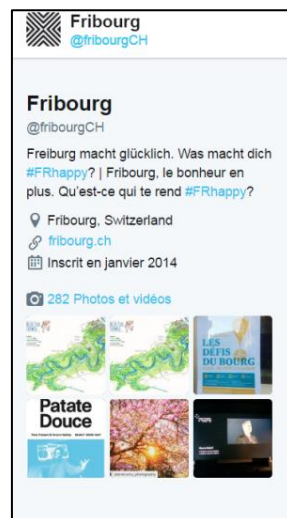 Fribourg
@fribourgCH
Fribourg
@fribourgCH
Freiburg macht glücklich. Was macht dich
#FRhappy? | Fribourg, le bonheur en
plus. Qu'est-ce qui te rend #FRhappy?
Fribourg, Switzerland
fribourg.ch
Inscrit en janvier 2014
282 Photos et vidéos
LES
DÉFIS
DU BOURG
Patate
Douce